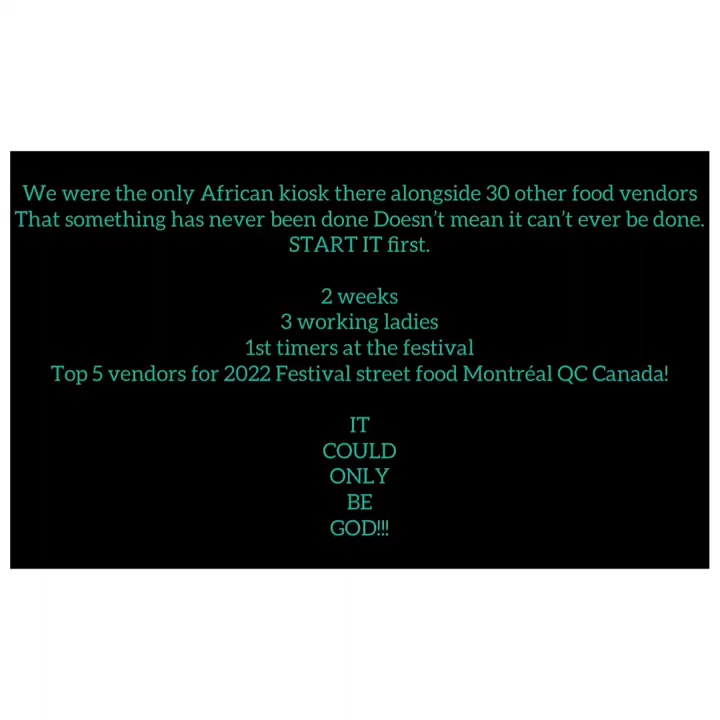 We were the only African kiosk there alongside 30 other food vendors
That something has never been done Doesn't mean it can't ever be done.
START IT first.
2 weeks
3 working ladies
1st timers at the festival
Top 5 vendors for 2022 Festival street food Montréal QC Canada!
IT
COULD
ONLY
BE
GOD!!!